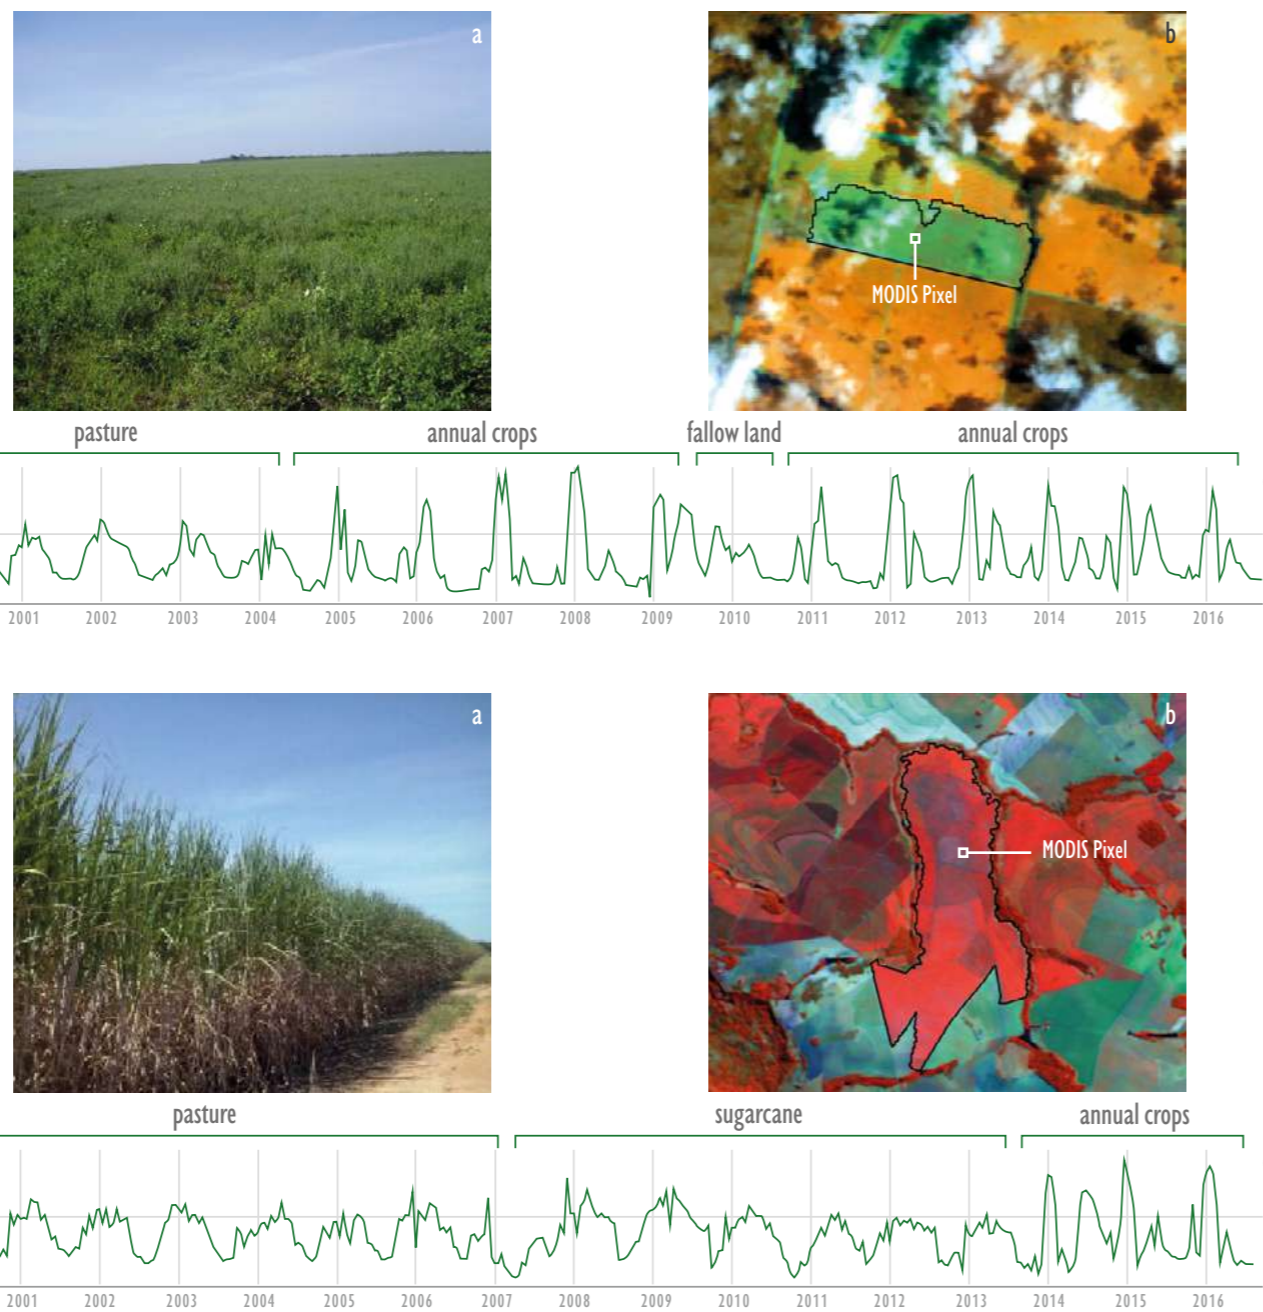 a
b
MODIS Pixel
pasture annual crops fallow land annual crops
2001 2002 2003 2004 2005 2006 2007 2008 2009 2010 2011 2012 2013 2014 2015 2016
a
b
MODIS Pixel
pasture sugarcane annual crops
2001 2002 2003 2004 2005 2006 2007 2008 2009 2010 2011 2012 2013 2014 2015 2016